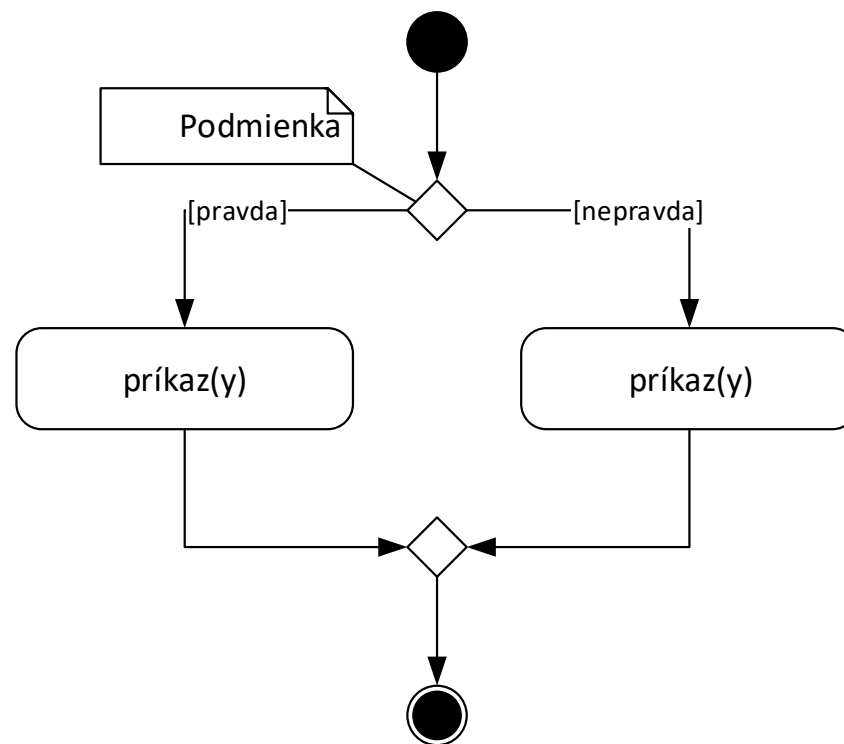 Podmienka
[pravda]
[nepravda]
príkaz(y)
príkaz(y)